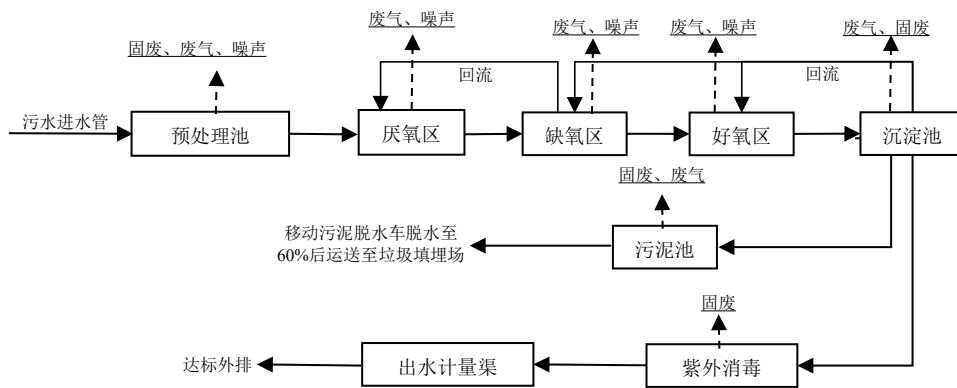 废气、噪声
废气、噪声
废气、噪声
废气、固废
固废、废气、噪声
回流
回流
污水进水管
预处理池
厌氧区
缺氧区
好氧区
沉淀池
固废、废气
移动污泥脱水车脱水至
60%后运送至垃圾填埋场
污泥池
固废
达标外排
出水计量渠
紫外消毒